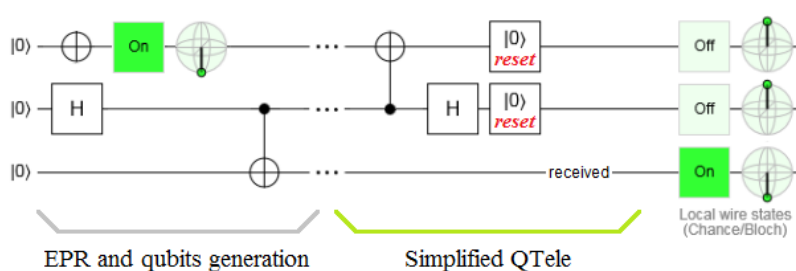 |0⟩ On ... |0⟩ Off
reset
|0⟩ H ... H |0⟩ Off
reset
|0⟩ ... received On
Local wire states
(Chance/Bloch)
EPR and qubits generation Simplified QTele